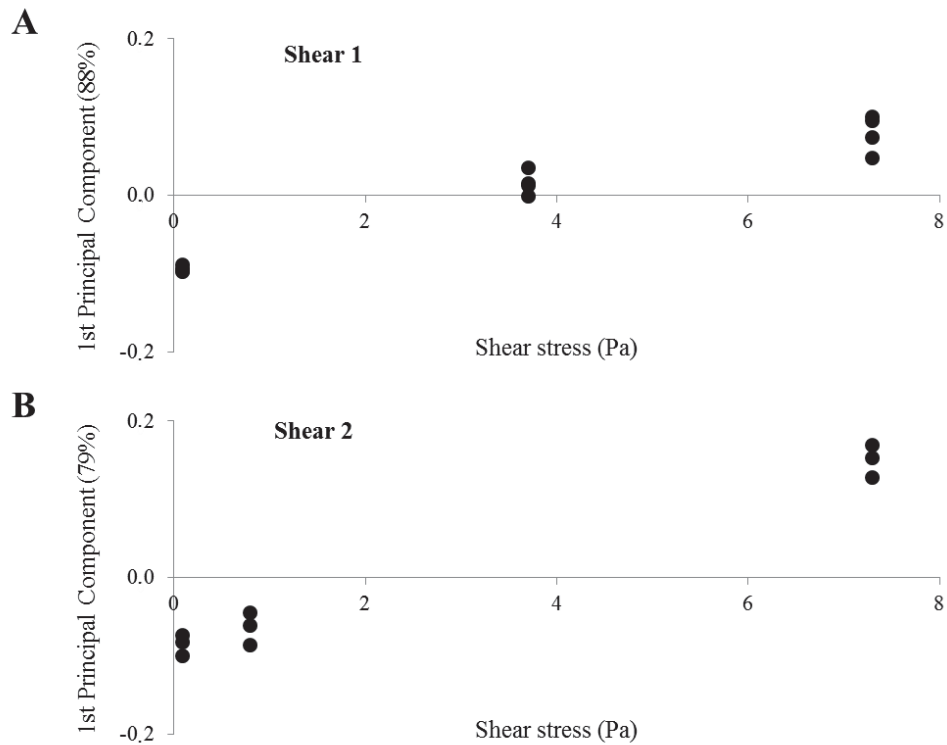 A
1st Principal Component (88%)
0.2
0.0
-0.2
Shear 1
0 2 4 6 8
Shear stress (Pa)
B
1st Principal Component (79%)
0.2
0.0
-0.2
Shear 2
0 2 4 6 8
Shear stress (Pa)